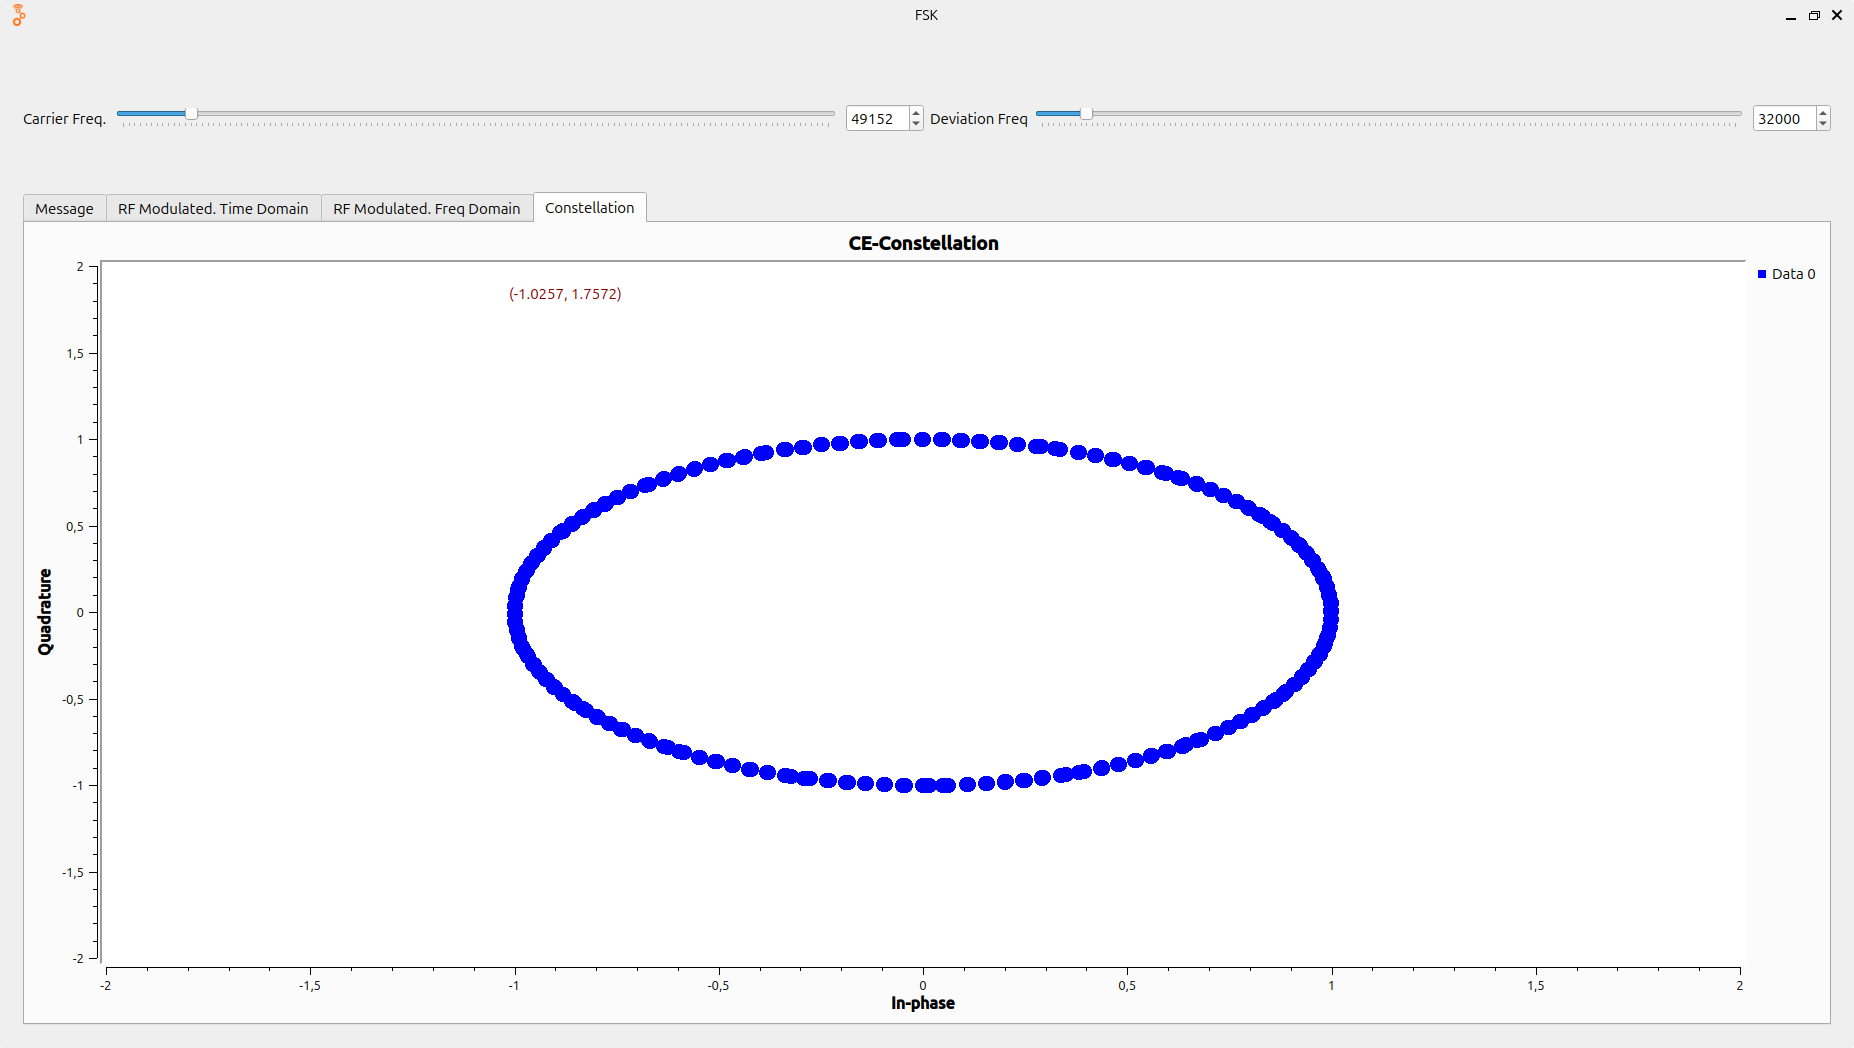 FSK
Carrier Freq. 49152 Deviation Freq 32000
Message RF Modulated. Time Domain RF Modulated. Freq Domain Constellation
CE-Constellation
Data 0
(-1.0257, 1.7572)
2
1,5
1
0,5
0
-0,5
-1
-1,5
-2
Quadrature
-2 -1,5 -1 -0,5 0 0,5 1 1,5 2
In-phase